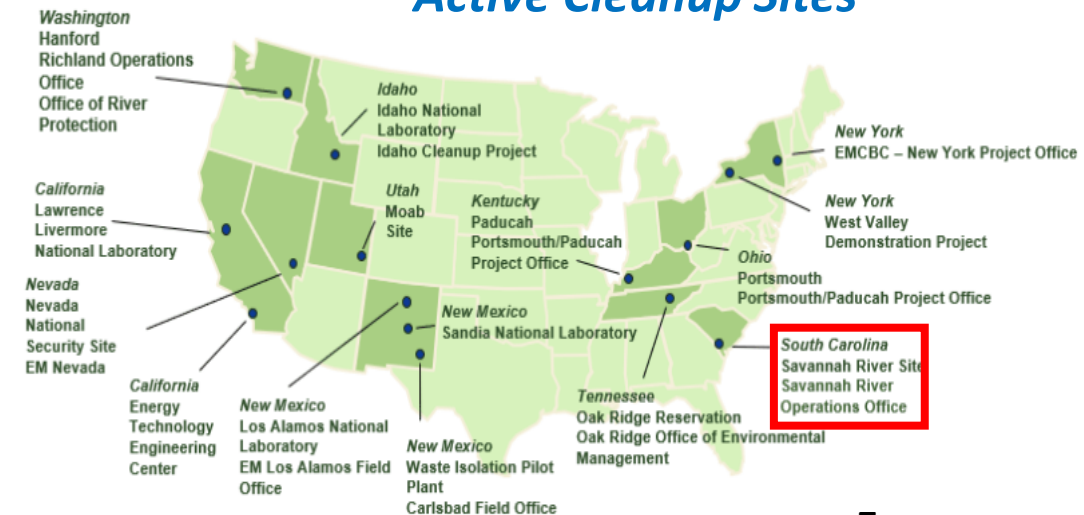 Active Cleanup Sites
Washington
Hanford
Richland Operations
Office
Office of River
Protection
Idaho
Idaho National
Laboratory
Idaho Cleanup Project
New York
EMCBC – New York Project Office
California
Lawrence
Livermore
National Laboratory
Utah
Moab
Site
Kentucky
Paducah
Portsmouth/Paducah
Project Office
New York
West Valley
Demonstration Project
Ohio
Portsmouth
Portsmouth/Paducah Project Office
Nevada
Nevada
National
Security Site
EM Nevada
New Mexico
Sandia National Laboratory
South Carolina
Savannah River Site
Savannah River
Operations Office
California
Energy
Technology
Engineering
Center
New Mexico
Los Alamos National
Laboratory
EM Los Alamos Field
Office
New Mexico
Waste Isolation Pilot
Plant
Carlsbad Field Office
Tennessee
Oak Ridge Reservation
Oak Ridge Office of Environmental
Management